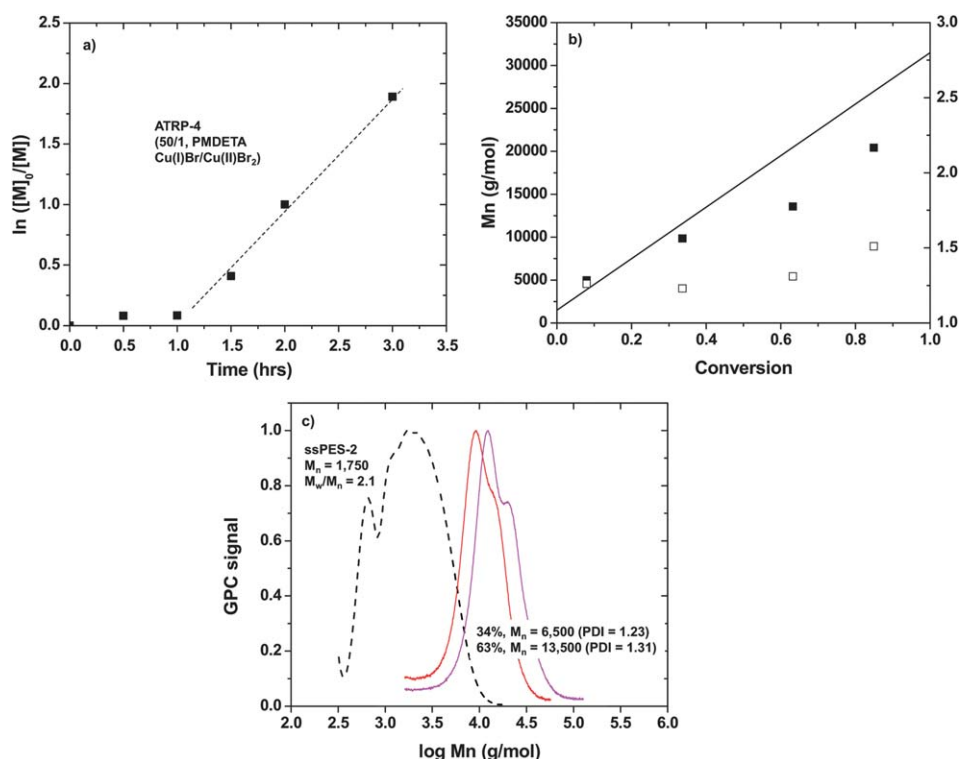 a)
2.5
2.0
1.5
1.0
0.5
0.0
ln ([M]₀/[M])
ATRP-4
(50/1, PMDETA
Cu(I)Br/Cu(II)Br₂)
0.0 0.5 1.0 1.5 2.0 2.5 3.0 3.5
Time (hrs)
b)
35000
30000
25000
20000
15000
10000
5000
0
Mn (g/mol)
3.0
2.5
2.0
1.5
1.0
0.0 0.2 0.4 0.6 0.8 1.0
Conversion
c)
1.0
0.8
0.6
0.4
0.2
0.0
GPC signal
ssPES-2
Mₙ = 1,750
M_w/Mₙ = 2.1
34%, Mₙ = 6,500 (PDI = 1.23)
63%, Mₙ = 13,500 (PDI = 1.31)
2.0 2.5 3.0 3.5 4.0 4.5 5.0 5.5 6.0
log Mn (g/mol)